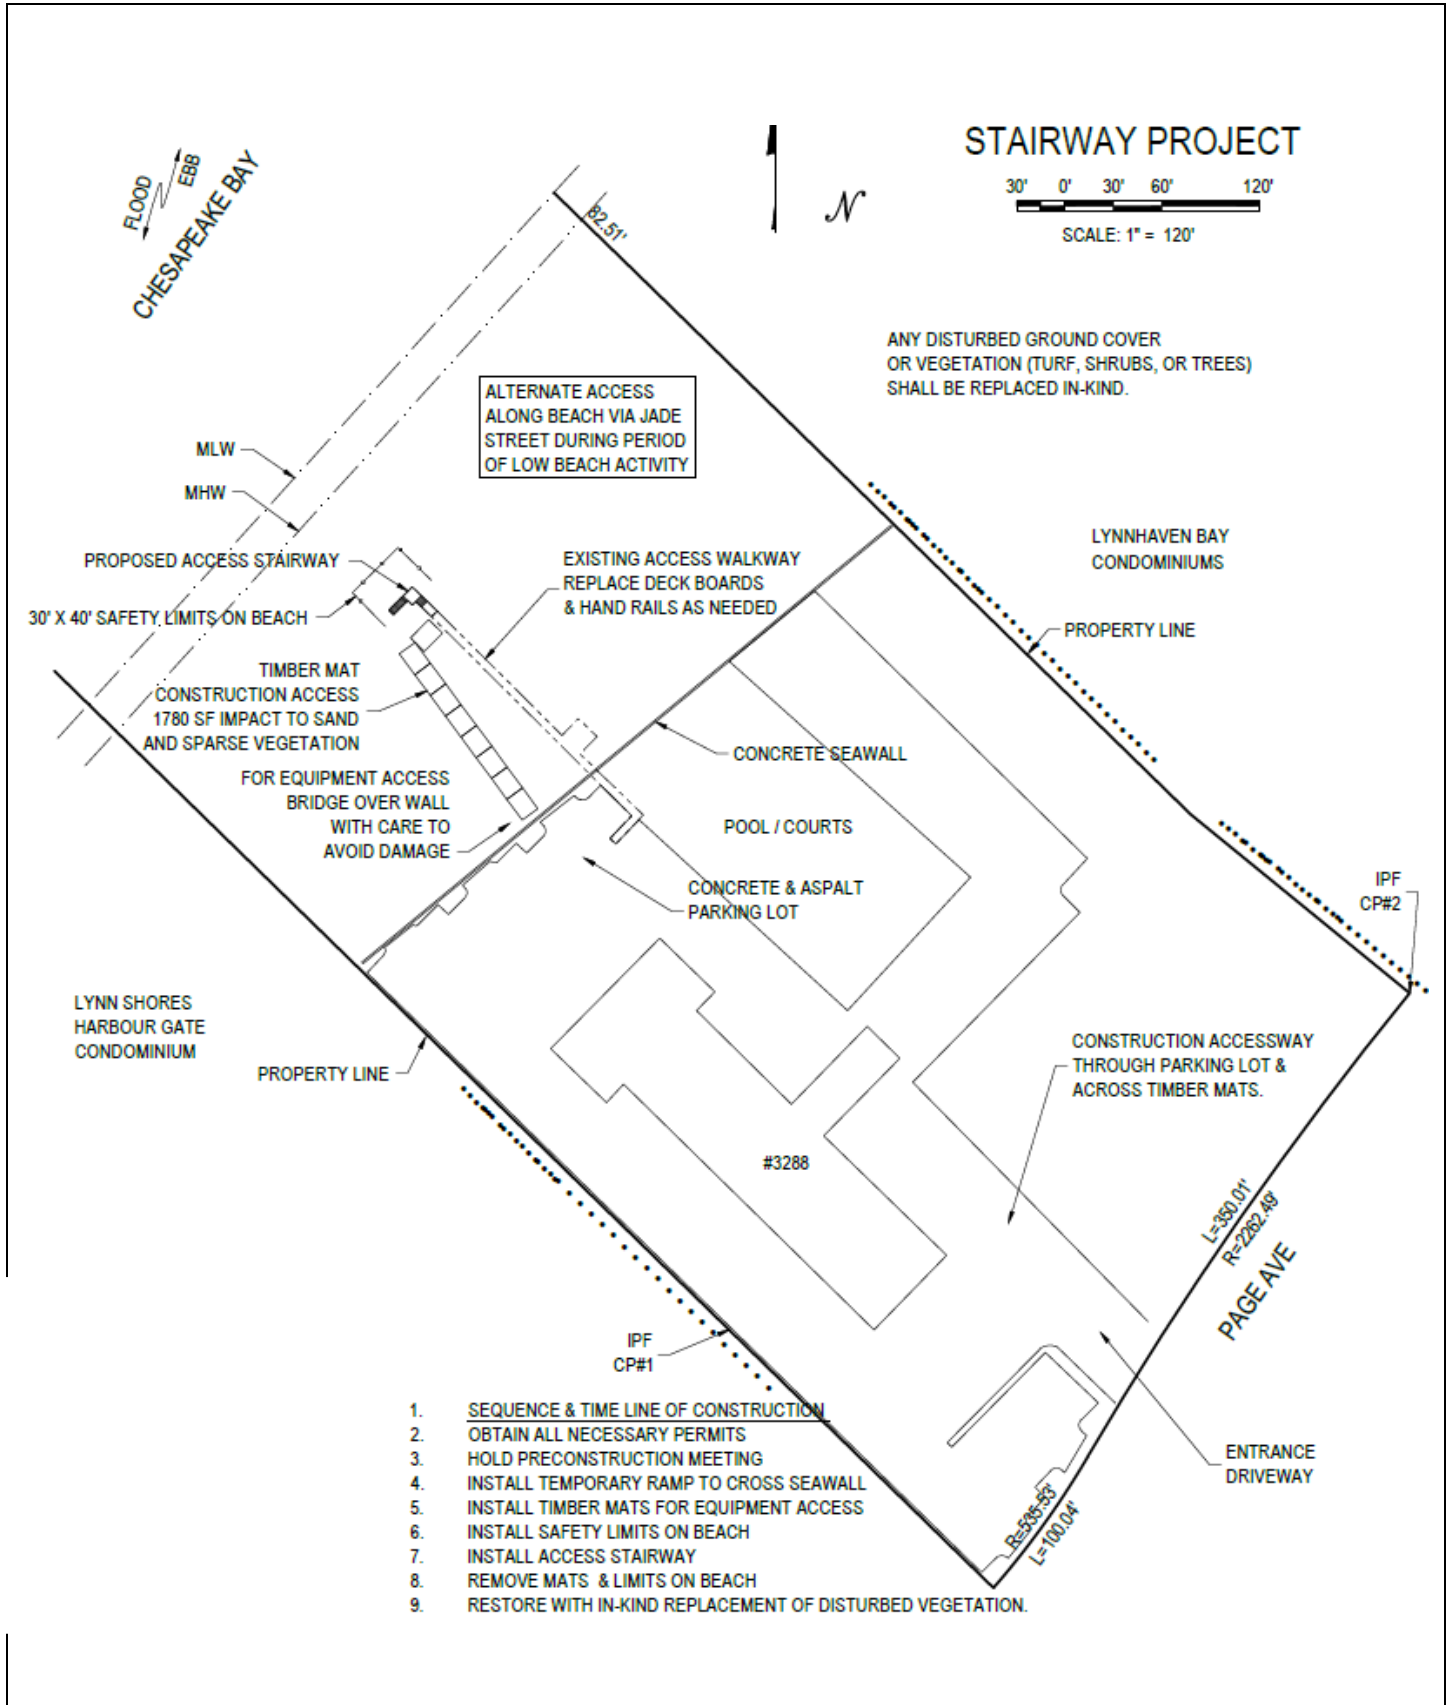 STAIRWAY PROJECT
30' 0' 30' 60' 120'
SCALE: 1" = 120'
N
FLOOD
EBB
CHESAPEAKE BAY
82.51'
ANY DISTURBED GROUND COVER
OR VEGETATION (TURF, SHRUBS, OR TREES)
SHALL BE REPLACED IN-KIND.
ALTERNATE ACCESS
ALONG BEACH VIA JADE
STREET DURING PERIOD
OF LOW BEACH ACTIVITY
MLW
MHW
PROPOSED ACCESS STAIRWAY
30' X 40' SAFETY LIMITS ON BEACH
EXISTING ACCESS WALKWAY
REPLACE DECK BOARDS
& HAND RAILS AS NEEDED
LYNNHAVEN BAY
CONDOMINIUMS
PROPERTY LINE
TIMBER MAT
CONSTRUCTION ACCESS
1780 SF IMPACT TO SAND
AND SPARSE VEGETATION
CONCRETE SEAWALL
FOR EQUIPMENT ACCESS
BRIDGE OVER WALL
WITH CARE TO
AVOID DAMAGE
POOL / COURTS
CONCRETE & ASPALT
PARKING LOT
IPF
CP#2
LYNN SHORES
HARBOUR GATE
CONDOMINIUM
PROPERTY LINE
CONSTRUCTION ACCESSWAY
THROUGH PARKING LOT &
ACROSS TIMBER MATS.
#3288
L=350.01'
R=2262.49'
PAGE AVE
IPF
CP#1
ENTRANCE
DRIVEWAY
R=535.53'
L=100.04'
1. SEQUENCE & TIME LINE OF CONSTRUCTION
2. OBTAIN ALL NECESSARY PERMITS
3. HOLD PRECONSTRUCTION MEETING
4. INSTALL TEMPORARY RAMP TO CROSS SEAWALL
5. INSTALL TIMBER MATS FOR EQUIPMENT ACCESS
6. INSTALL SAFETY LIMITS ON BEACH
7. INSTALL ACCESS STAIRWAY
8. REMOVE MATS & LIMITS ON BEACH
9. RESTORE WITH IN-KIND REPLACEMENT OF DISTURBED VEGETATION.